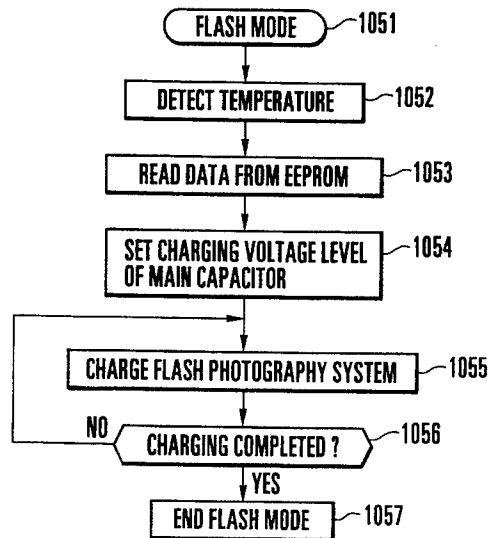 FLASH MODE 1051
DETECT TEMPERATURE 1052
READ DATA FROM EEPROM 1053
SET CHARGING VOLTAGE LEVEL 1054
OF MAIN CAPACITOR
CHARGE FLASH PHOTOGRAPHY SYSTEM 1055
NO
CHARGING COMPLETED ? 1056
YES
END FLASH MODE 1057